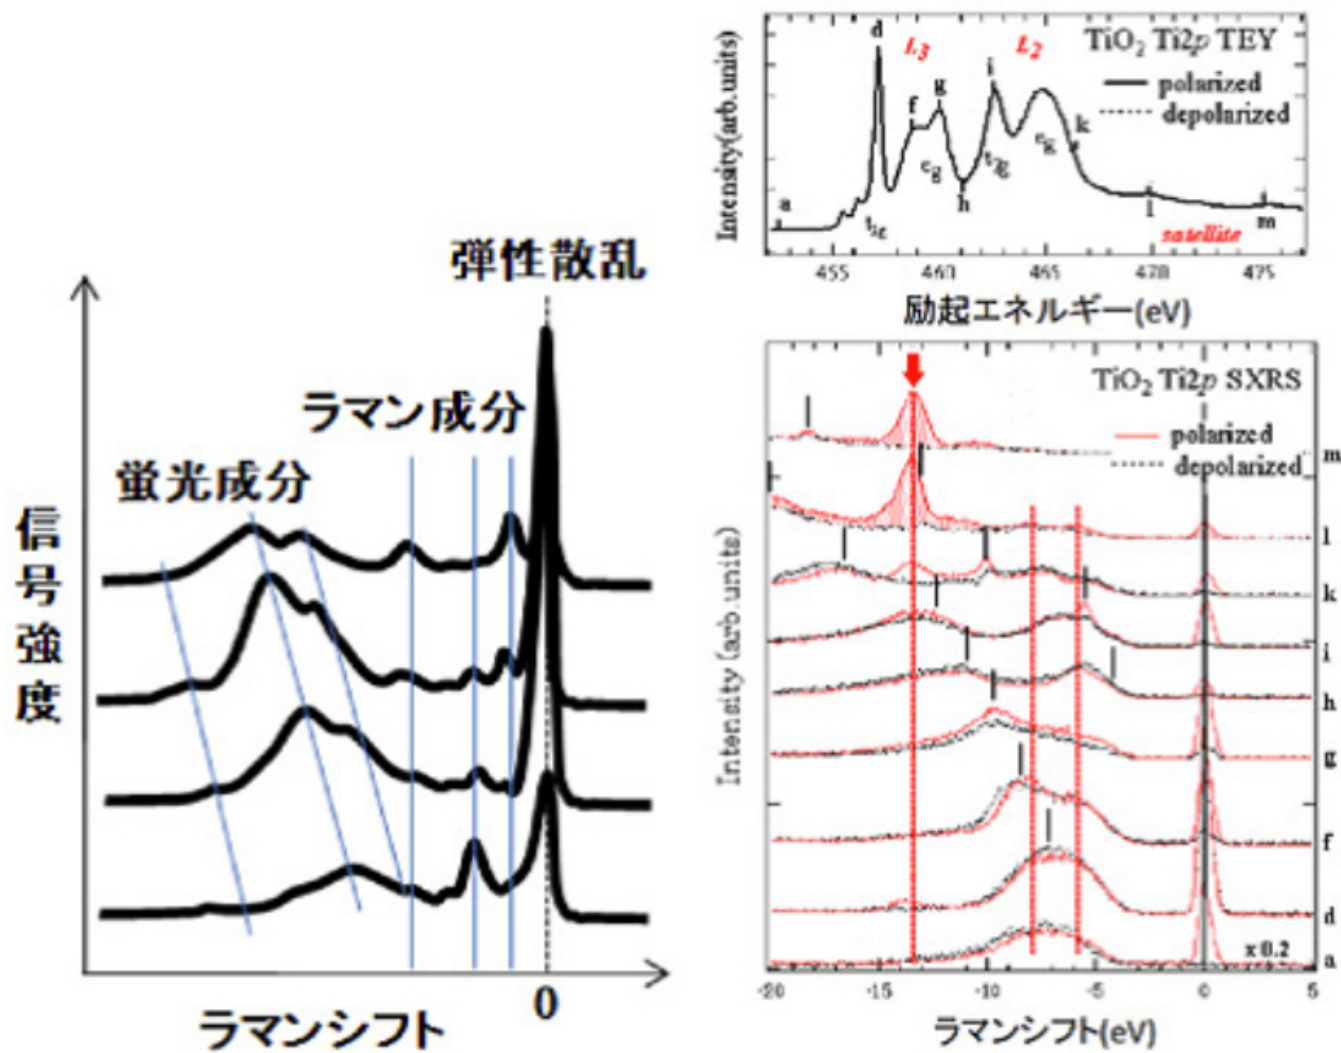 弾性散乱
ラマン成分
蛍光成分
信号強度
0
ラマンシフト
TiO2 Ti2p TEY
polarized
depolarized
L3
L2
d
f
g
i
k
a
h
l
m
t2g
eg
t2g
eg
satellite
Intensity(arb.units)
455
460
465
470
475
励起エネルギー(eV)
TiO2 Ti2p SXRS
polarized
depolarized
m
l
k
i
h
g
f
d
a
x 0.2
Intensity (arb.units)
-20
-15
-10
-5
0
5
ラマンシフト(eV)